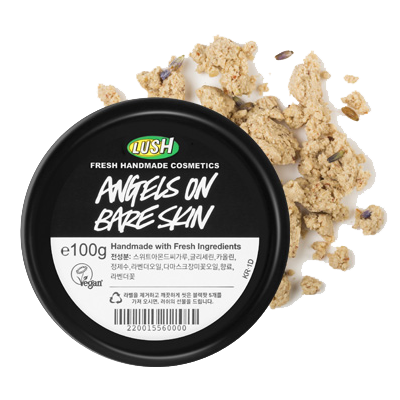 LUSH
FRESH HANDMADE COSMETICS
ANGELS ON
BARE SKIN
℮100g
Handmade with Fresh Ingredients
전성분: 스위트아몬드씨가루,글리세린,카올린,
정제수,라벤더오일,다마스크장미꽃오일,향료,
라벤더꽃
KR-1D
Vegan
라벨을 제거하고 깨끗하게 씻은 블랙팟 5개를
가져 오시면, 러쉬의 선물을 드립니다.
220015560000